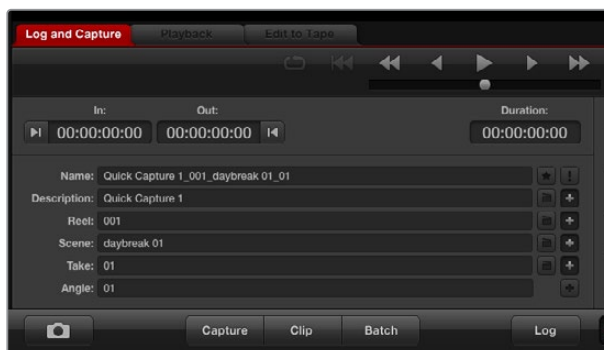 Log and Capture Playback Edit to Tape
In: Out: Duration:
00:00:00:00 00:00:00:00 00:00:00:00
Name: Quick Capture 1_001_daybreak 01_01
Description: Quick Capture 1
Reel: 001
Scene: daybreak 01
Take: 01
Angle: 01
Capture Clip Batch Log